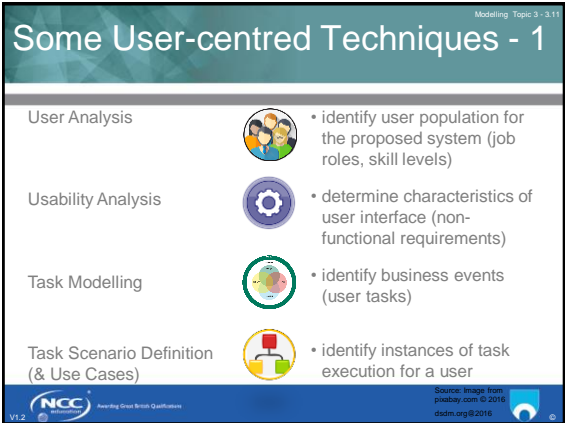 Modelling Topic 3 - 3.11
Some User-centred Techniques - 1
User Analysis
• identify user population for
the proposed system (job
roles, skill levels)
Usability Analysis
• determine characteristics of
user interface (non-
functional requirements)
Task Modelling
• identify business events
(user tasks)
Task Scenario Definition
(& Use Cases)
• identify instances of task
execution for a user
Source: Image from
pixabay.com © 2016
dsdm.org@2016
V1.2
NCC
education
Awarding Great British Qualifications
©